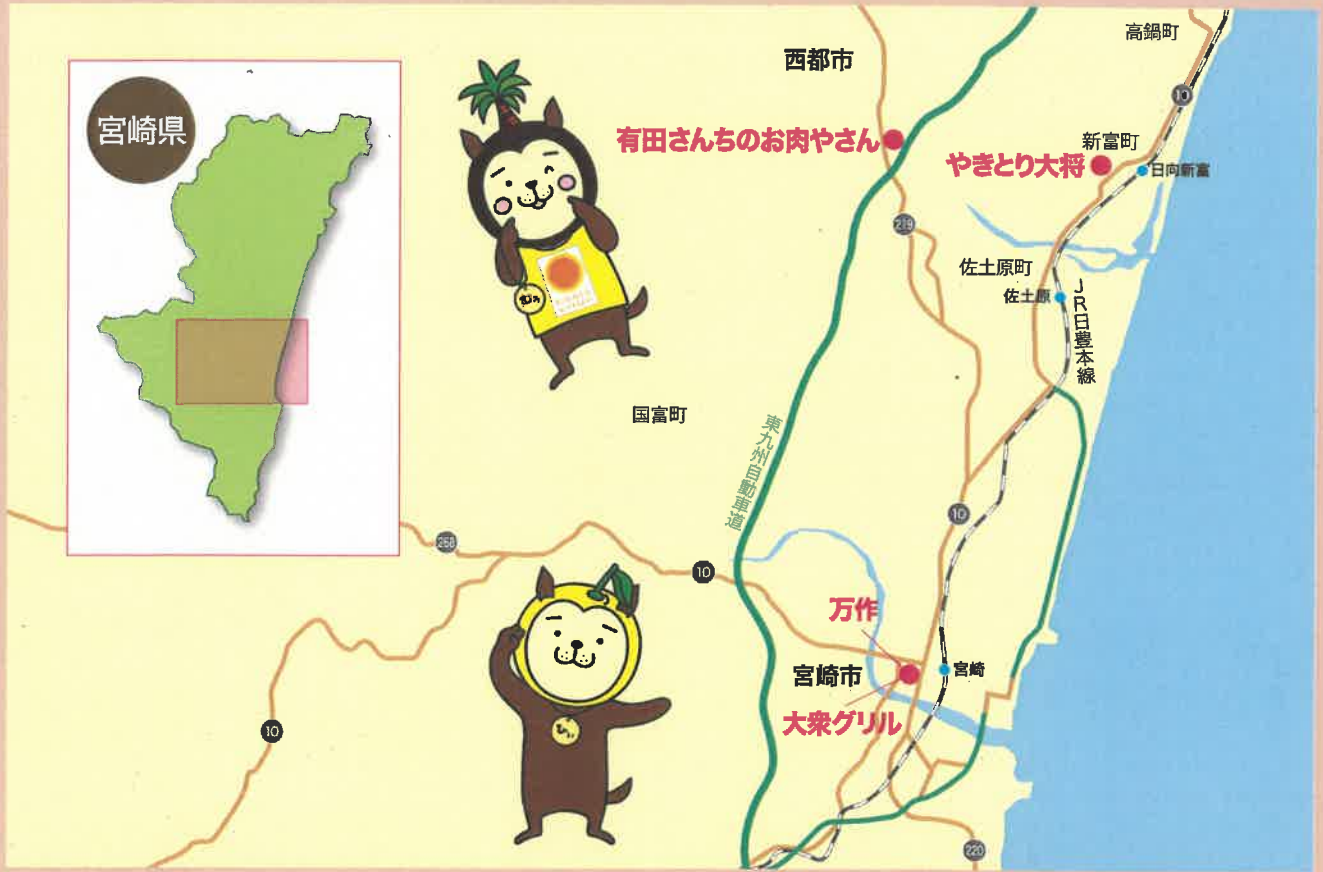 宮崎県
高鍋町
西都市
10
有田さんちのお肉やさん
新富町
やきとり大将
日向新富
219
佐土原町
佐土原
JR日豊本線
国富町
東九州自動車道
10
268
10
万作
宮崎市
宮崎
大衆グリル
10
220